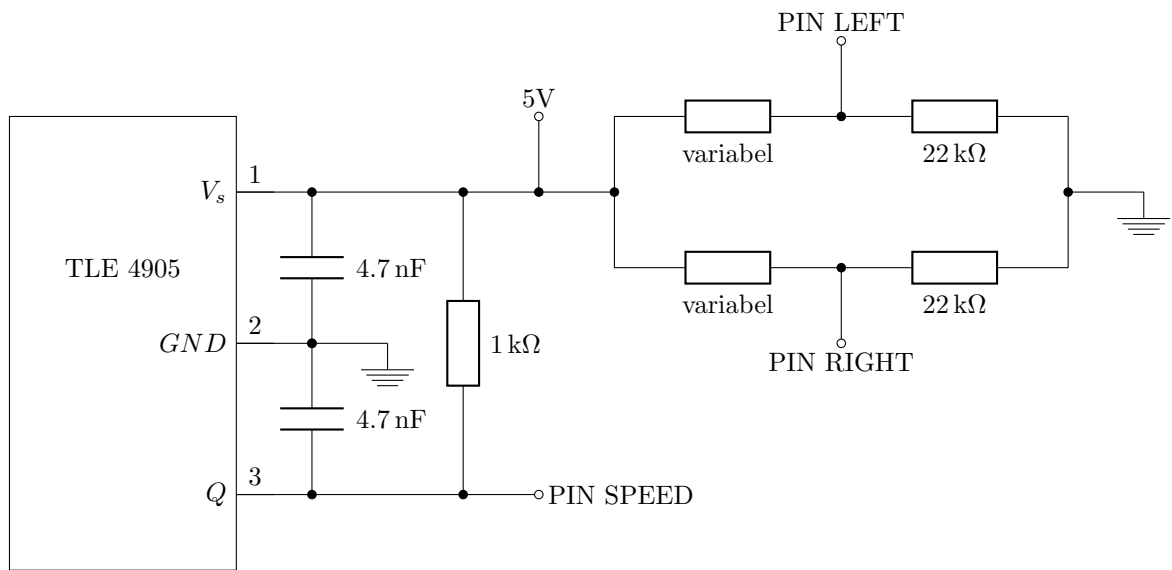 PIN LEFT
5V
variabel
22 kΩ
1
V_s
TLE 4905
4.7 nF
variabel
22 kΩ
2
GND
1 kΩ
PIN RIGHT
4.7 nF
3
Q
PIN SPEED